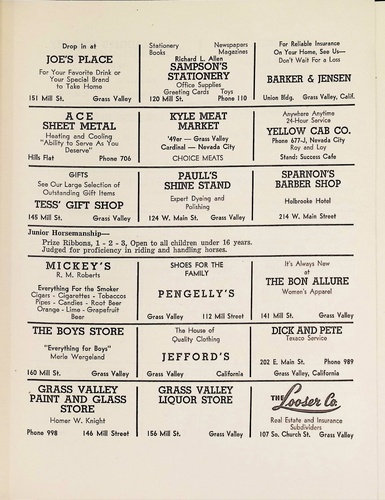 Drop in at
JOE'S PLACE
For Your Favorite Drink or
Your Special Brand
to Take Home
151 Mill St. Grass Valley
Stationery Newspapers
Books Magazines
Richard L. Allen
SAMPSON'S
STATIONERY
Office Supplies
Greeting Cards Toys
120 Mill St. Phone 110
For Reliable Insurance
On Your Home, See Us—
Don't Wait For a Loss
BARKER & JENSEN
Union Bldg. Grass Valley, Calif.
ACE
SHEET METAL
Heating and Cooling
"Ability to Serve As You
Deserve"
Hills Flat Phone 706
KYLE MEAT
MARKET
'49er — Grass Valley
Cardinal — Nevada City
CHOICE MEATS
Anywhere Anytime
24-Hour Service
YELLOW CAB CO.
Phone 677-J, Nevada City
Roy and Loy
Stand: Success Cafe
GIFTS
See Our Large Selection of
Outstanding Gift Items
TESS' GIFT SHOP
145 Mill St. Grass Valley
PAUL'S
SHINE STAND
Expert Dyeing and
Polishing
124 W. Main St. Grass Valley
SPARNON'S
BARBER SHOP
Holbrooke Hotel
214 W. Main Street
Junior Horsemanship—
Prize Ribbons, 1 - 2 - 3, Open to all children under 16 years.
Judged for proficiency in riding and handling horses.
MICKEY'S
R. M. Roberts
Everything For the Smoker
Cigars - Cigarettes - Tobaccos
Pipes - Candies - Root Beer
Orange - Lime - Grapefruit
Beer
SHOES FOR THE
FAMILY
PENGELLY'S
Grass Valley 112 Mill Street
It's Always New
at
THE BON ALLURE
Women's Apparel
141 Mill St. Grass Valley
THE BOYS STORE
"Everything for Boys"
Merle Wergeland
160 Mill St. Grass Valley
The House of
Quality Clothing
JEFFORD'S
Grass Valley California
DICK AND PETE
Texaco Service
202 E. Main St. Phone 989
Grass Valley, California
GRASS VALLEY
PAINT AND GLASS
STORE
Homer W. Knight
Phone 998 146 Mill Street
GRASS VALLEY
LIQUOR STORE
156 Mill St. Grass Valley
THE Looser Co.
Real Estate and Insurance
Subdividers
107 So. Church St. Grass Valley